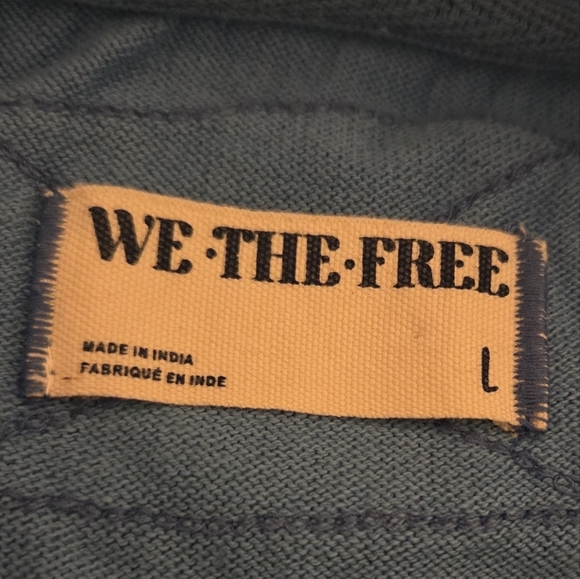 WE·THE·FREE
L
MADE IN INDIA
FABRIQUÉ EN INDE